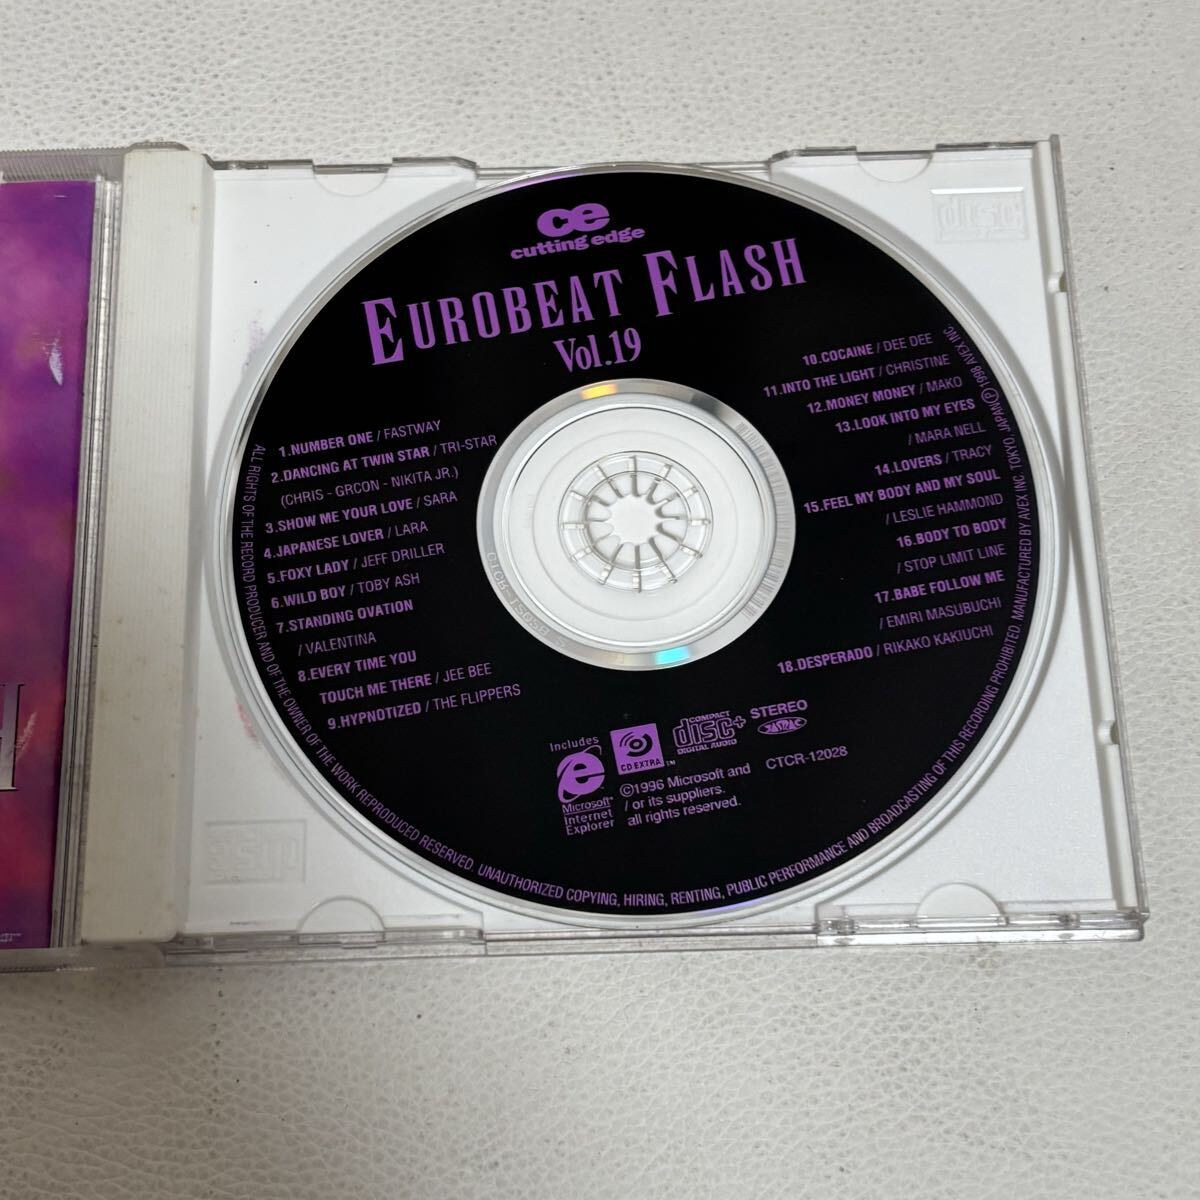 ce
cutting edge
EUROBEAT FLASH
Vol.19
1.NUMBER ONE / FASTWAY
2.DANCING AT TWIN STAR / TRI-STAR
(CHRIS - GRCON - NIKITA JR.)
3.SHOW ME YOUR LOVE / SARA
4.JAPANESE LOVER / LARA
5.FOXY LADY / JEFF DRILLER
6.WILD BOY / TOBY ASH
7.STANDING OVATION
/ VALENTINA
8.EVERY TIME YOU
TOUCH ME THERE / JEE BEE
9.HYPNOTIZED / THE FLIPPERS
10.COCAINE / DEE DEE
11.INTO THE LIGHT / CHRISTINE
12.MONEY MONEY / MAKO
13.LOOK INTO MY EYES
/ MARA NELL
14.LOVERS / TRACY
15.FEEL MY BODY AND MY SOUL
/ LESLIE HAMMOND
16.BODY TO BODY
/ STOP LIMIT LINE
17.BABE FOLLOW ME
/ EMIRI MASUBUCHI
18.DESPERADO / RIKAKO KAKIUCHI
Includes
Microsoft®
Internet
Explorer
CD EXTRA™
COMPACT
disc+
DIGITAL AUDIO
STEREO
JASRAC
CTCR-12028
©1996 Microsoft and
/ or its suppliers.
all rights reserved.
ALL RIGHTS OF THE RECORD PRODUCER AND OF THE OWNER OF THE WORK REPRODUCED RESERVED. UNAUTHORIZED COPYING, HIRING, RENTING, PUBLIC PERFORMANCE AND BROADCASTING OF THIS RECORDING PROHIBITED. MANUFACTURED BY AVEX INC. TOKYO, JAPAN Ⓟ1998 AVEX INC.
disc
H